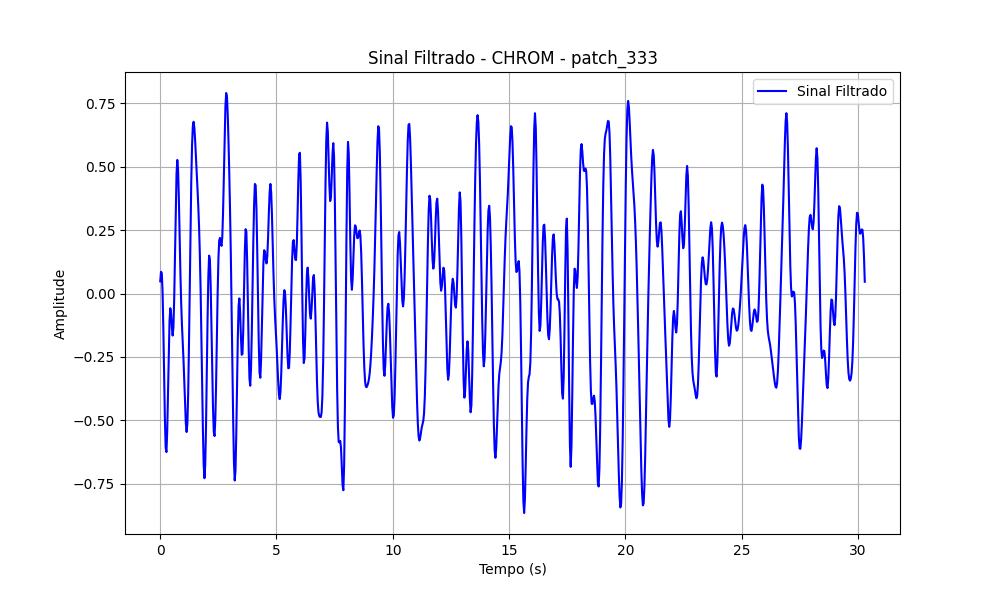 Sinal Filtrado - CHROM - patch_333
Sinal Filtrado
0.75
0.50
0.25
0.00
−0.25
−0.50
−0.75
Amplitude
0 5 10 15 20 25 30
Tempo (s)